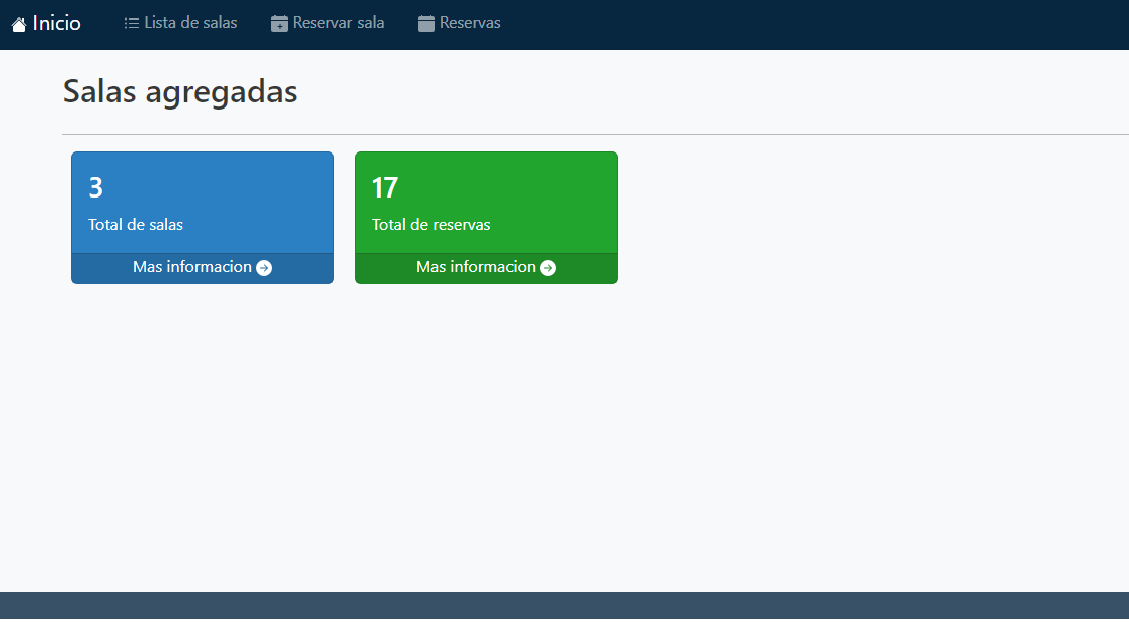 Inicio Lista de salas Reservar sala Reservas
Salas agregadas
3
Total de salas
Mas informacion
17
Total de reservas
Mas informacion